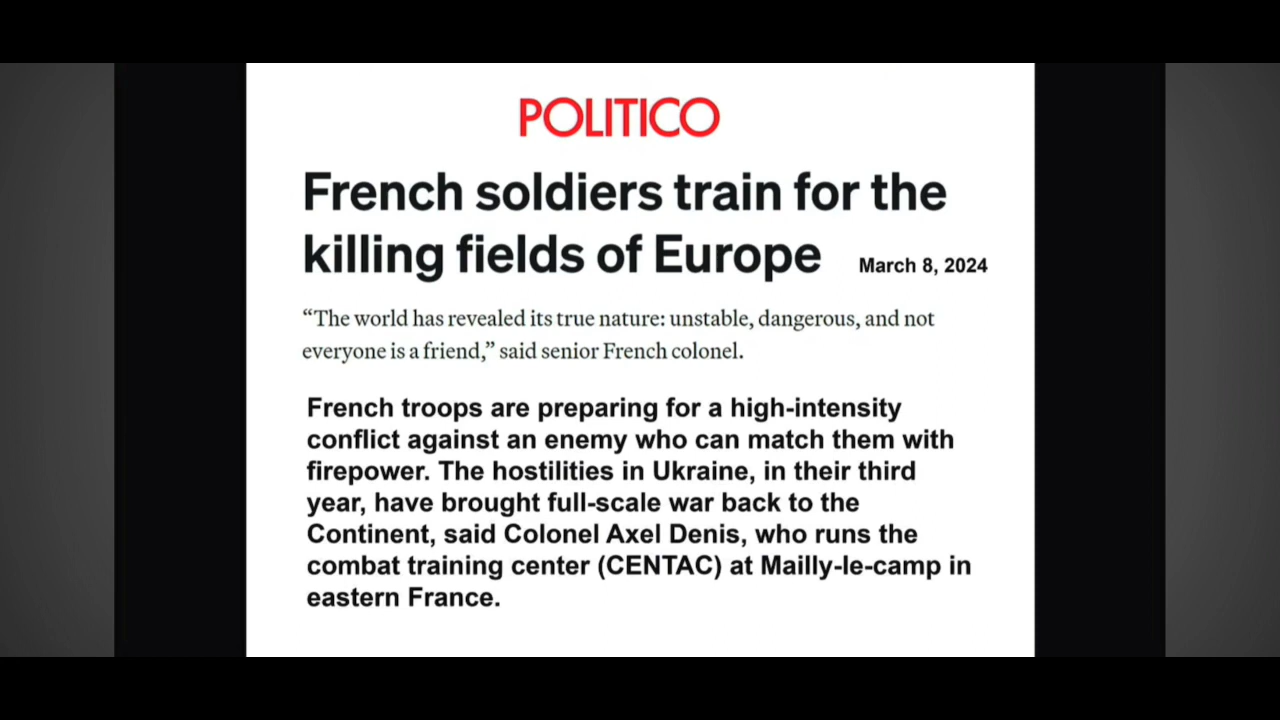 POLITICO
French soldiers train for the
killing fields of Europe March 8, 2024
“The world has revealed its true nature: unstable, dangerous, and not
everyone is a friend,” said senior French colonel.
French troops are preparing for a high-intensity
conflict against an enemy who can match them with
firepower. The hostilities in Ukraine, in their third
year, have brought full-scale war back to the
Continent, said Colonel Axel Denis, who runs the
combat training center (CENTAC) at Mailly-le-camp in
eastern France.